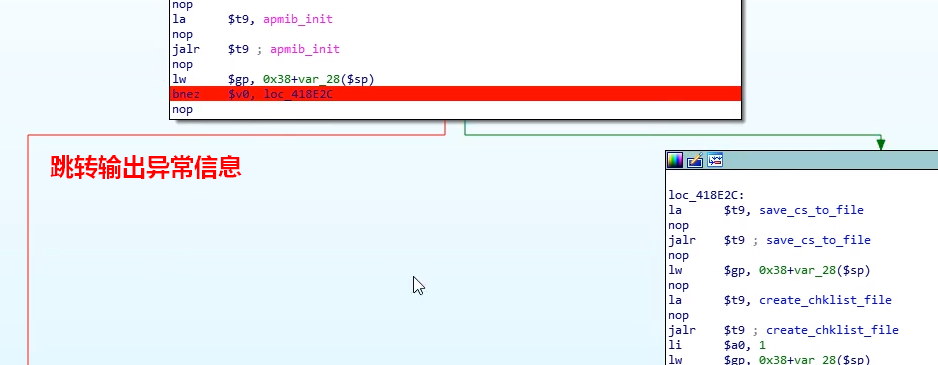 nop
la $t9, apmib_init
nop
jalr $t9 ; apmib_init
nop
lw $gp, 0x38+var_28($sp)
bnez $v0, loc_418E2C
nop
跳转输出异常信息
loc_418E2C:
la $t9, save_cs_to_file
nop
jalr $t9 ; save_cs_to_file
nop
lw $gp, 0x38+var_28($sp)
nop
la $t9, create_chklist_file
nop
jalr $t9 ; create_chklist_file
li $a0, 1
lw $gp, 0x38+var_28($sp)